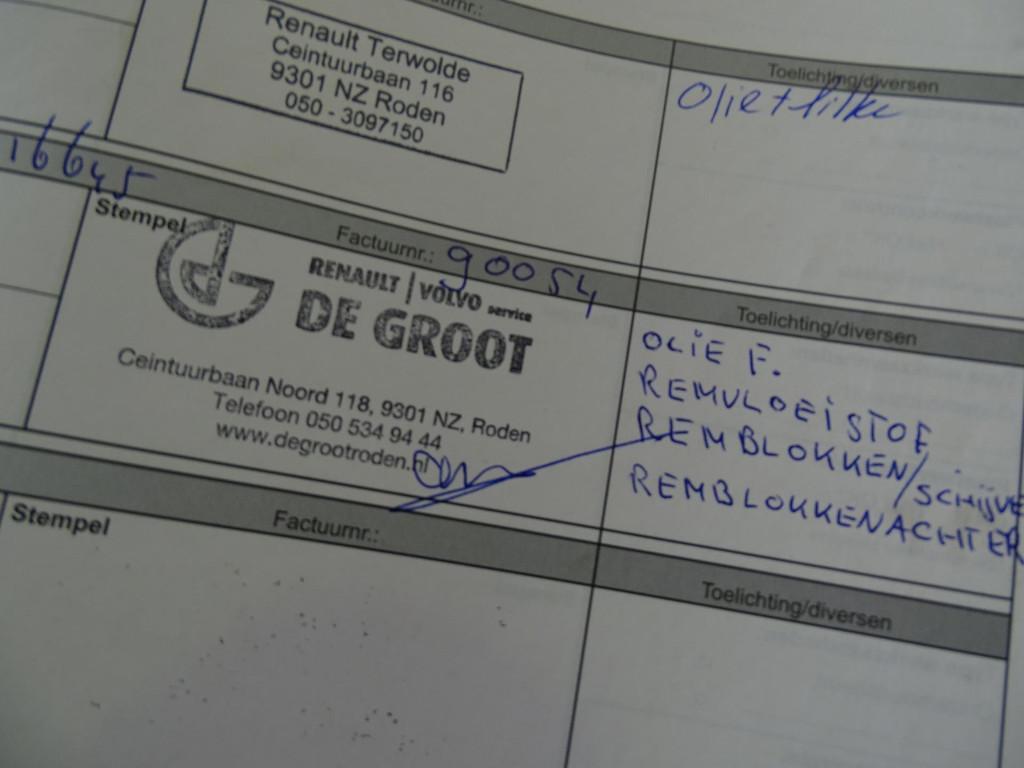 Renault Terwolde
Ceintuurbaan 116
9301 NZ Roden
050 - 3097150
Toelichting/diversen
Olie + filter
16645
Stempel
Factuurnr.: 90054
RENAULT | VOLVO service
DE GROOT
Ceintuurbaan Noord 118, 9301 NZ, Roden
Telefoon 050 534 94 44
www.degrootroden.nl
Toelichting/diversen
OLIE F.
REMVLOEISTOF
REMBLOKKEN/SCHIJVE
REMBLOKKENACHTER
Stempel
Factuurnr.:
Toelichting/diversen